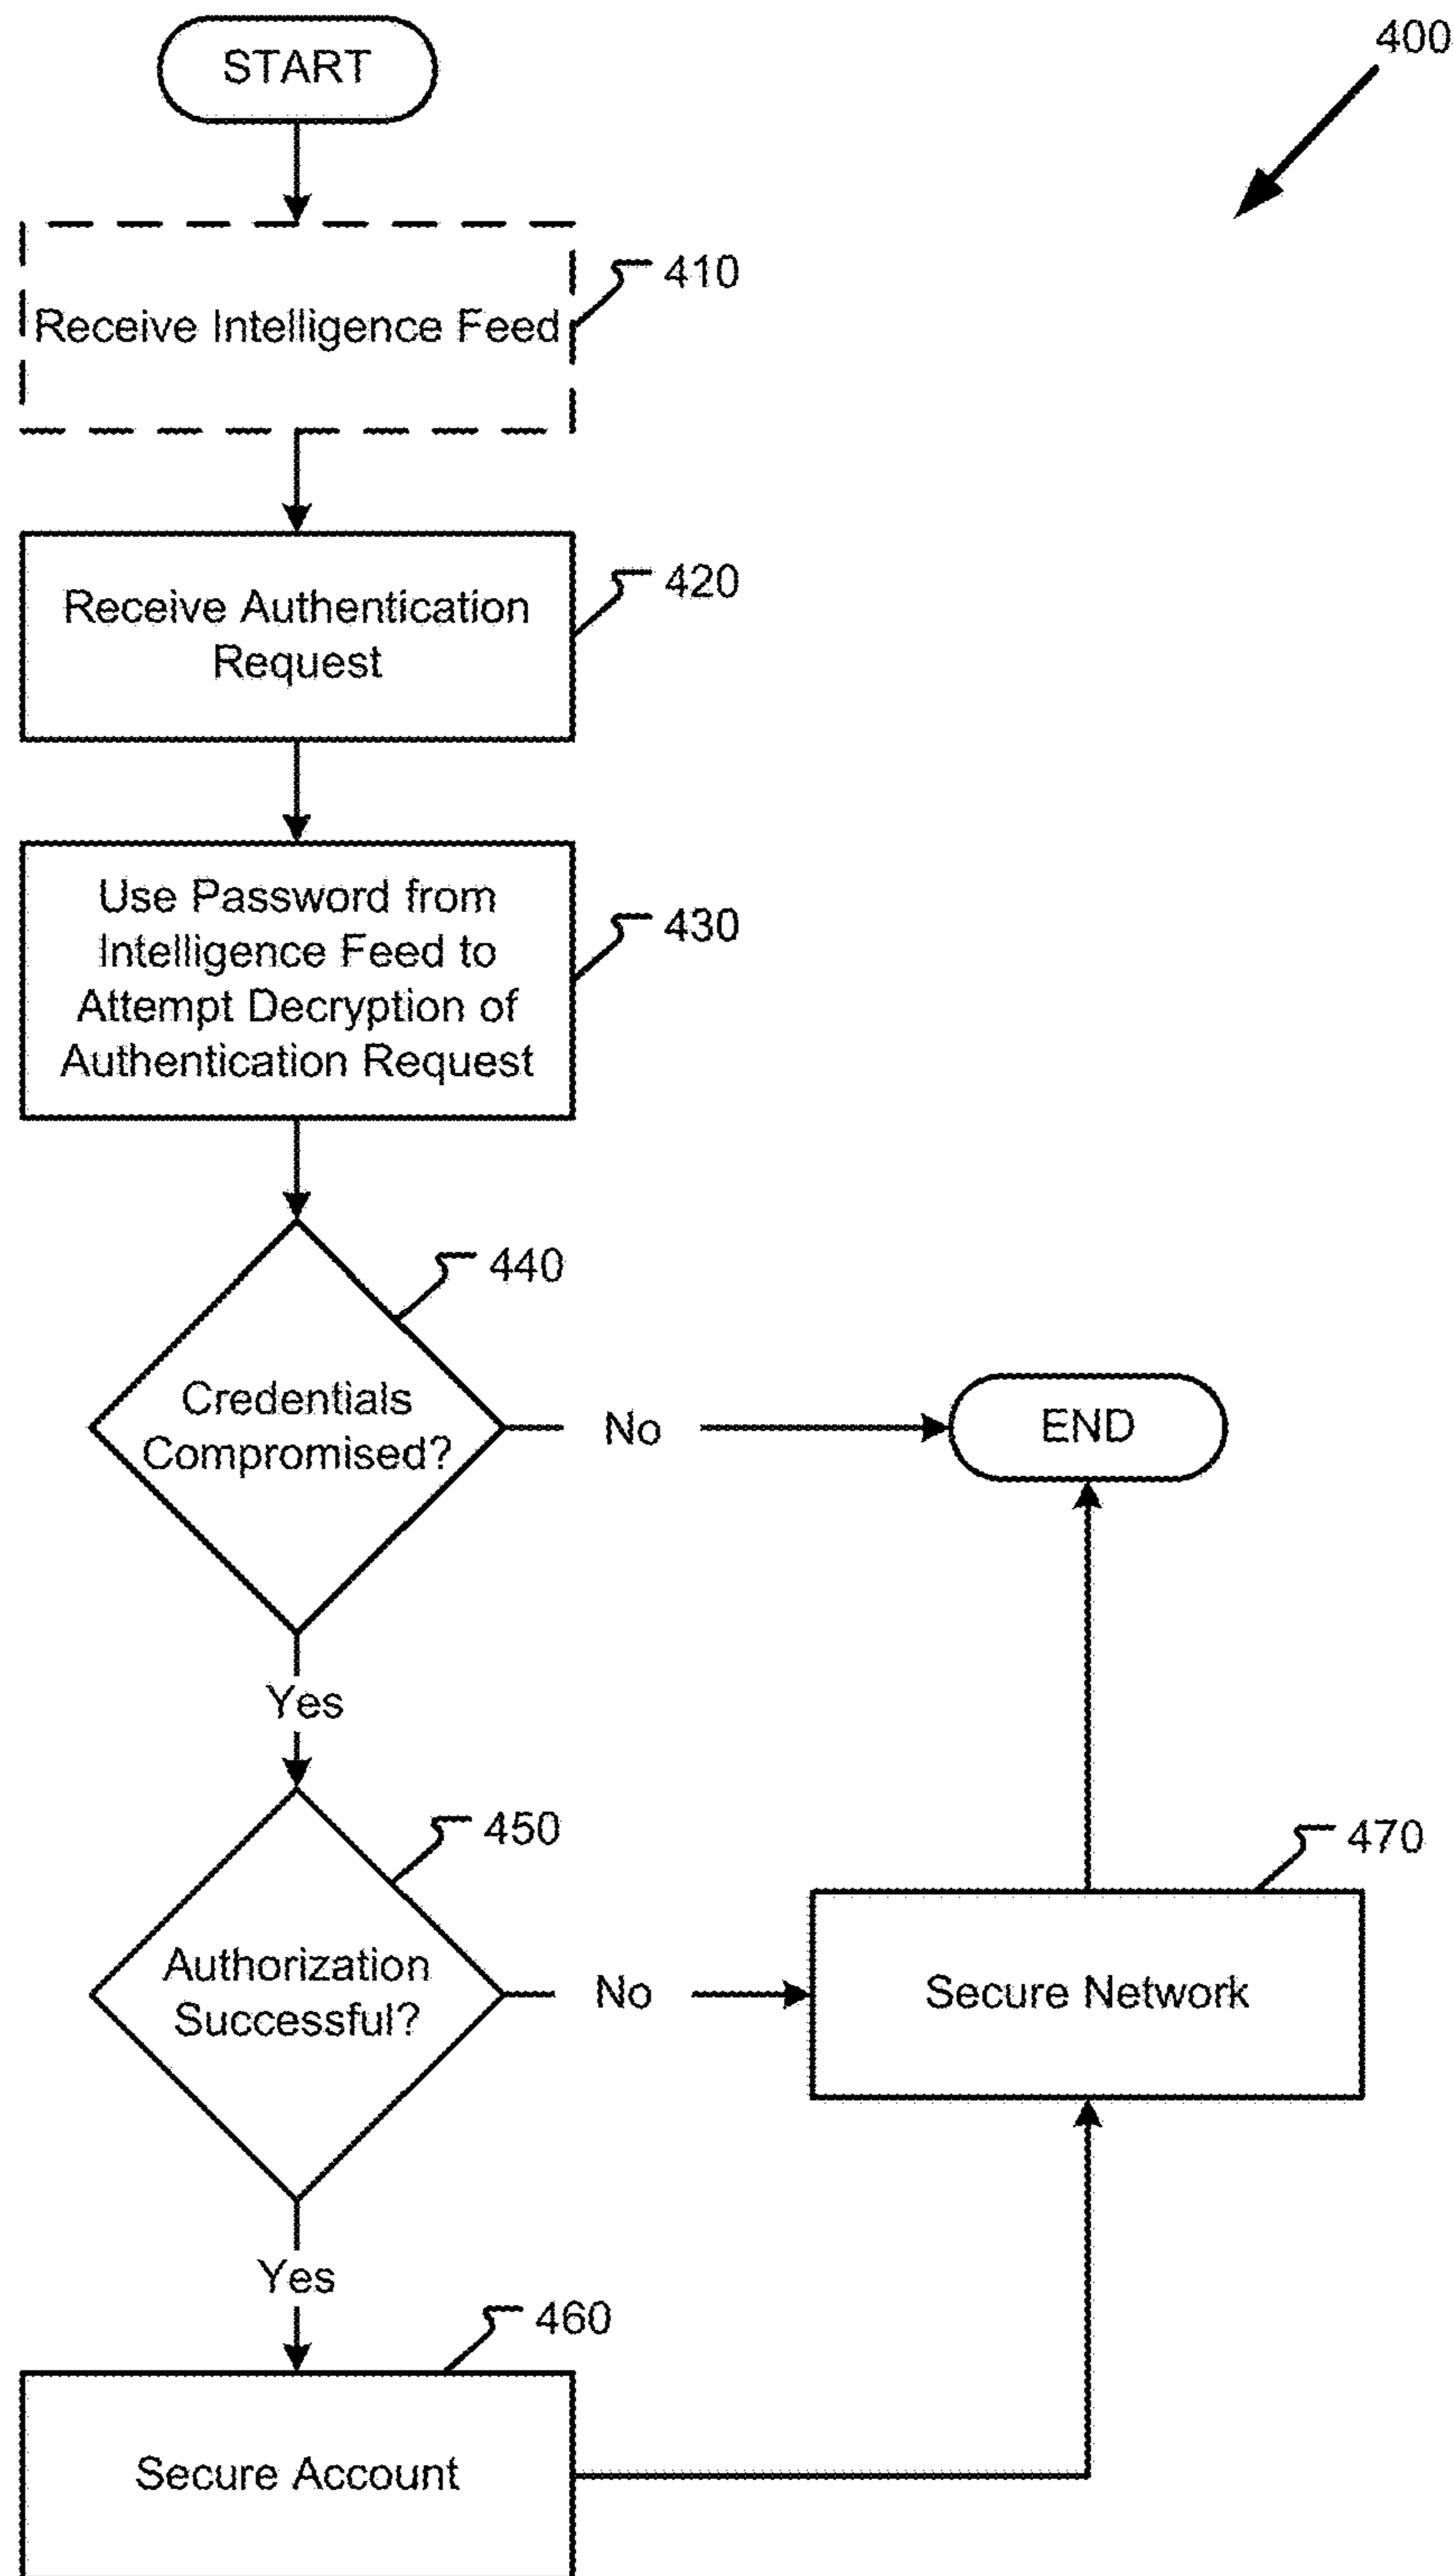 START
400
410
Receive Intelligence Feed
420
Receive Authentication
Request
Use Password from
Intelligence Feed to
430
Attempt Decryption of
Authentication Request
440
Credentials
Compromised?
No
END
Yes
450
470
Authorization
Successful?
No
Secure Network
Yes
460
Secure Account